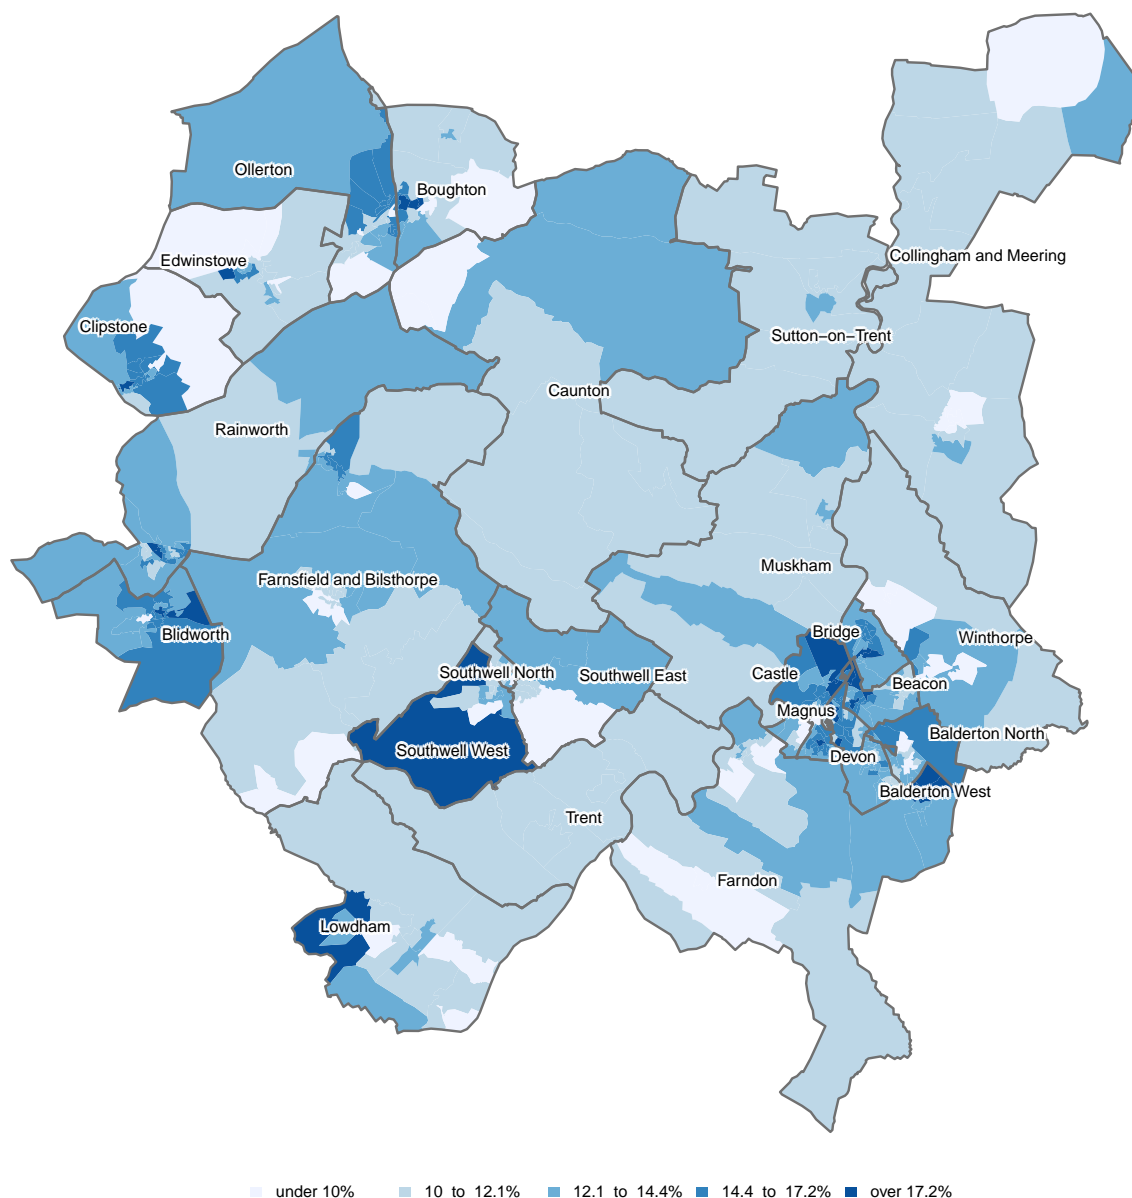 Ollerton
Boughton
Edwinstowe
Collingham and Meering
Clipstone
Sutton−on−Trent
Caunton
Rainworth
Muskham
Farnsfield and Bilsthorpe
Blidworth
Bridge
Winthorpe
Southwell North
Southwell East
Castle
Beacon
Magnus
Balderton North
Southwell West
Devon
Balderton West
Trent
Farndon
Lowdham
under 10% 10 to 12.1% 12.1 to 14.4% 14.4 to 17.2% over 17.2%